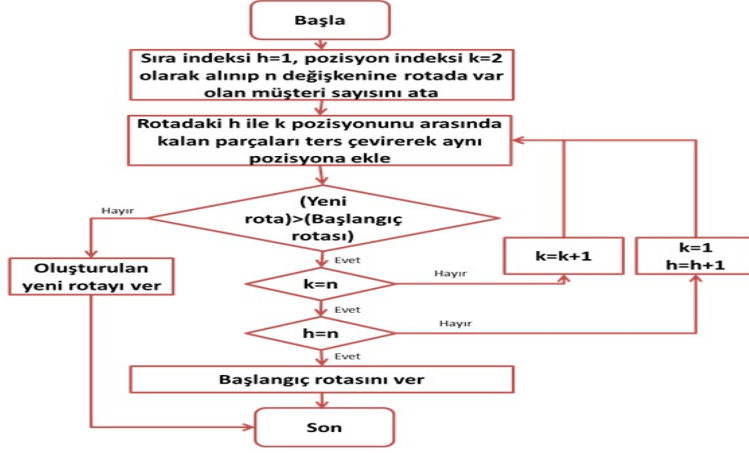 Başla
Sıra indeksi h=1, pozisyon indeksi k=2
olarak alınıp n değişkenine rotada var
olan müşteri sayısını ata
Rotadaki h ile k pozisyonunu arasında
kalan parçaları ters çevirerek aynı
pozisyona ekle
(Yeni
rota)>(Başlangıç
rotası)
Hayır
Evet
Oluşturulan
yeni rotayı ver
k=n
Hayır
k=k+1
k=1
h=h+1
Evet
h=n
Hayır
Evet
Başlangıç rotasını ver
Son